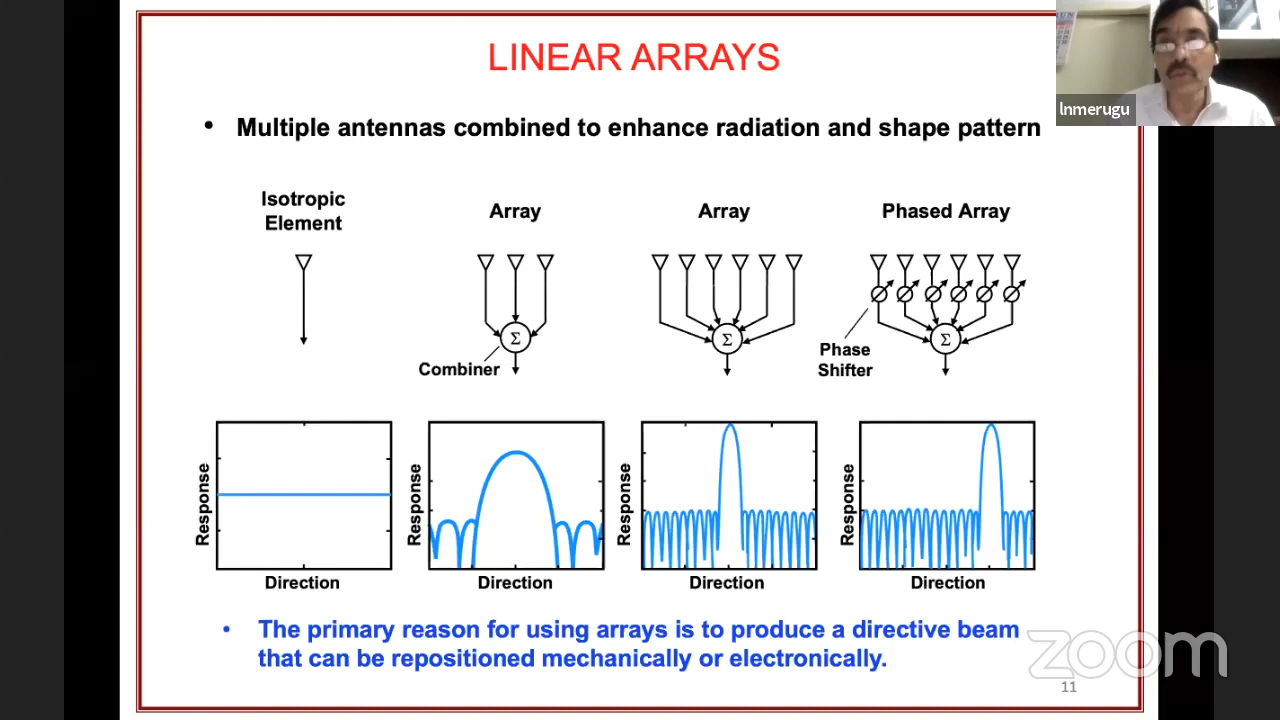 LINEAR ARRAYS
lnmerugu
• Multiple antennas combined to enhance radiation and shape pattern
Isotropic
Element
Array
Array
Phased Array
Σ
Σ
Σ
Combiner
Phase
Shifter
Response
Response
Response
Response
Direction
Direction
Direction
Direction
• The primary reason for using arrays is to produce a directive beam
that can be repositioned mechanically or electronically.
zoom
11